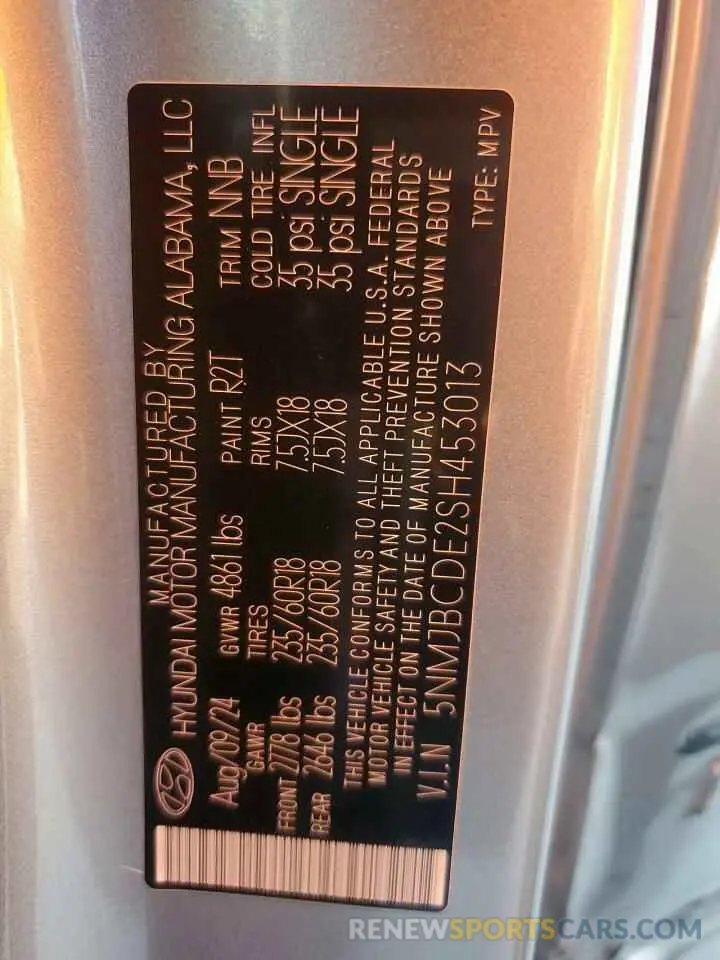 MANUFACTURED BY
HYUNDAI MOTOR MANUFACTURING ALABAMA, LLC
Aug/09/24 GVWR 4861 lbs PAINT R2T TRIM NNB
GAWR TIRES RIMS COLD TIRE. INFL
FRONT 2778 lbs 235/60R18 7.5JX18 35 psi SINGLE
REAR 2646 lbs 235/60R18 7.5JX18 35 psi SINGLE
THIS VEHICLE CONFORMS TO ALL APPLICABLE U.S.A. FEDERAL
MOTOR VEHICLE SAFETY AND THEFT PREVENTION STANDARDS
IN EFFECT ON THE DATE OF MANUFACTURE SHOWN ABOVE
V.I.N 5NMJBCDE2SH453013 TYPE: MPV
RENEWSPORTSCARS.COM